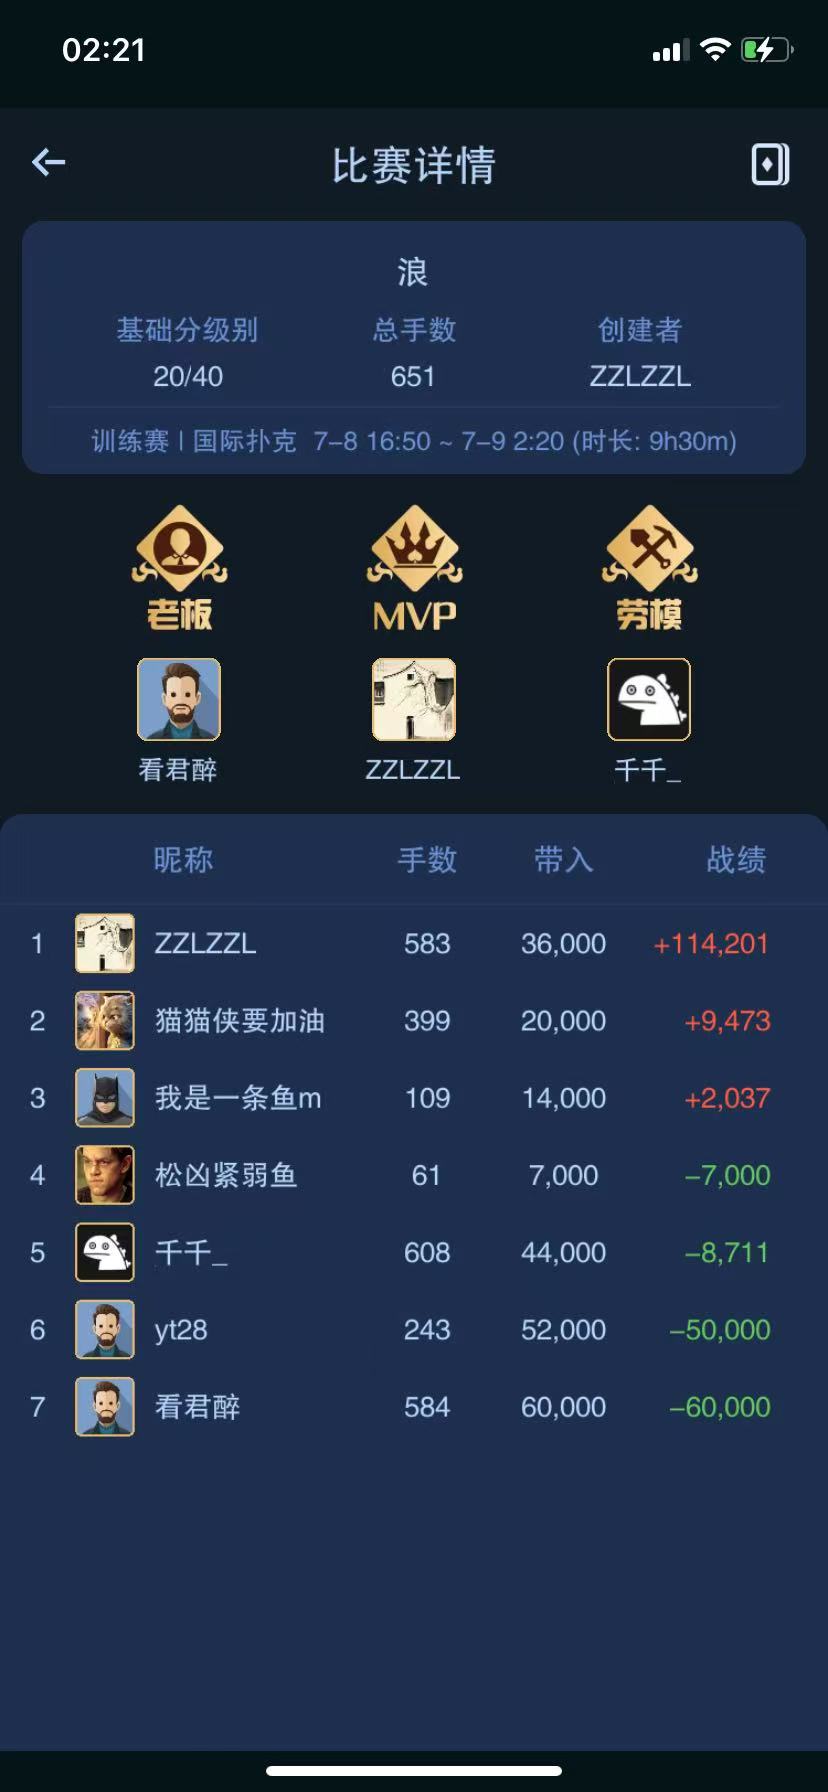 02:21
比赛详情
浪
基础分级别 总手数 创建者
20/40 651 ZZLZZL
训练赛 | 国际扑克 7-8 16:50 ~ 7-9 2:20 (时长: 9h30m)
老板 MVP 劳模
看君醉 ZZLZZL 千千_
昵称 手数 带入 战绩
1 ZZLZZL 583 36,000 +114,201
2 猫猫侠要加油 399 20,000 +9,473
3 我是一条鱼m 109 14,000 +2,037
4 松凶紧弱鱼 61 7,000 -7,000
5 千千_ 608 44,000 -8,711
6 yt28 243 52,000 -50,000
7 看君醉 584 60,000 -60,000